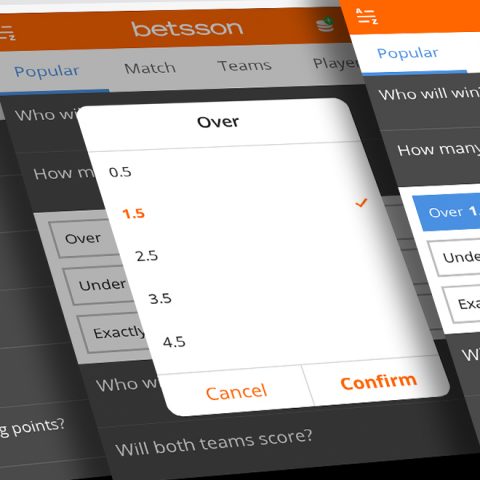 betsson
Popular Match Teams Player
Who will
How m
Over
Under
Exactly
Who w
Will both teams score?
g points?
Over
0.5
1.5
2.5
3.5
4.5
Cancel Confirm
A
Z
Popular
Who will win
How many
Over 1.
Unde
Exa
Wi